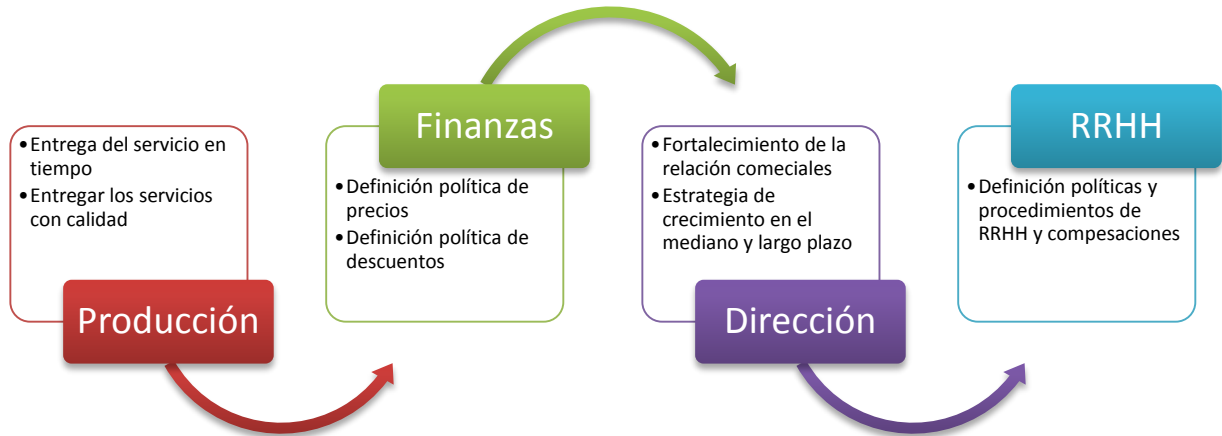 • Entrega del servicio en
tiempo
• Entregar los servicios
con calidad
Producción
Finanzas
• Definición política de
precios
• Definición política de
descuentos
• Fortalecimiento de la
relación comeciales
• Estrategia de
crecimiento en el
mediano y largo plazo
Dirección
RRHH
• Definición políticas y
procedimientos de
RRHH y compesaciones